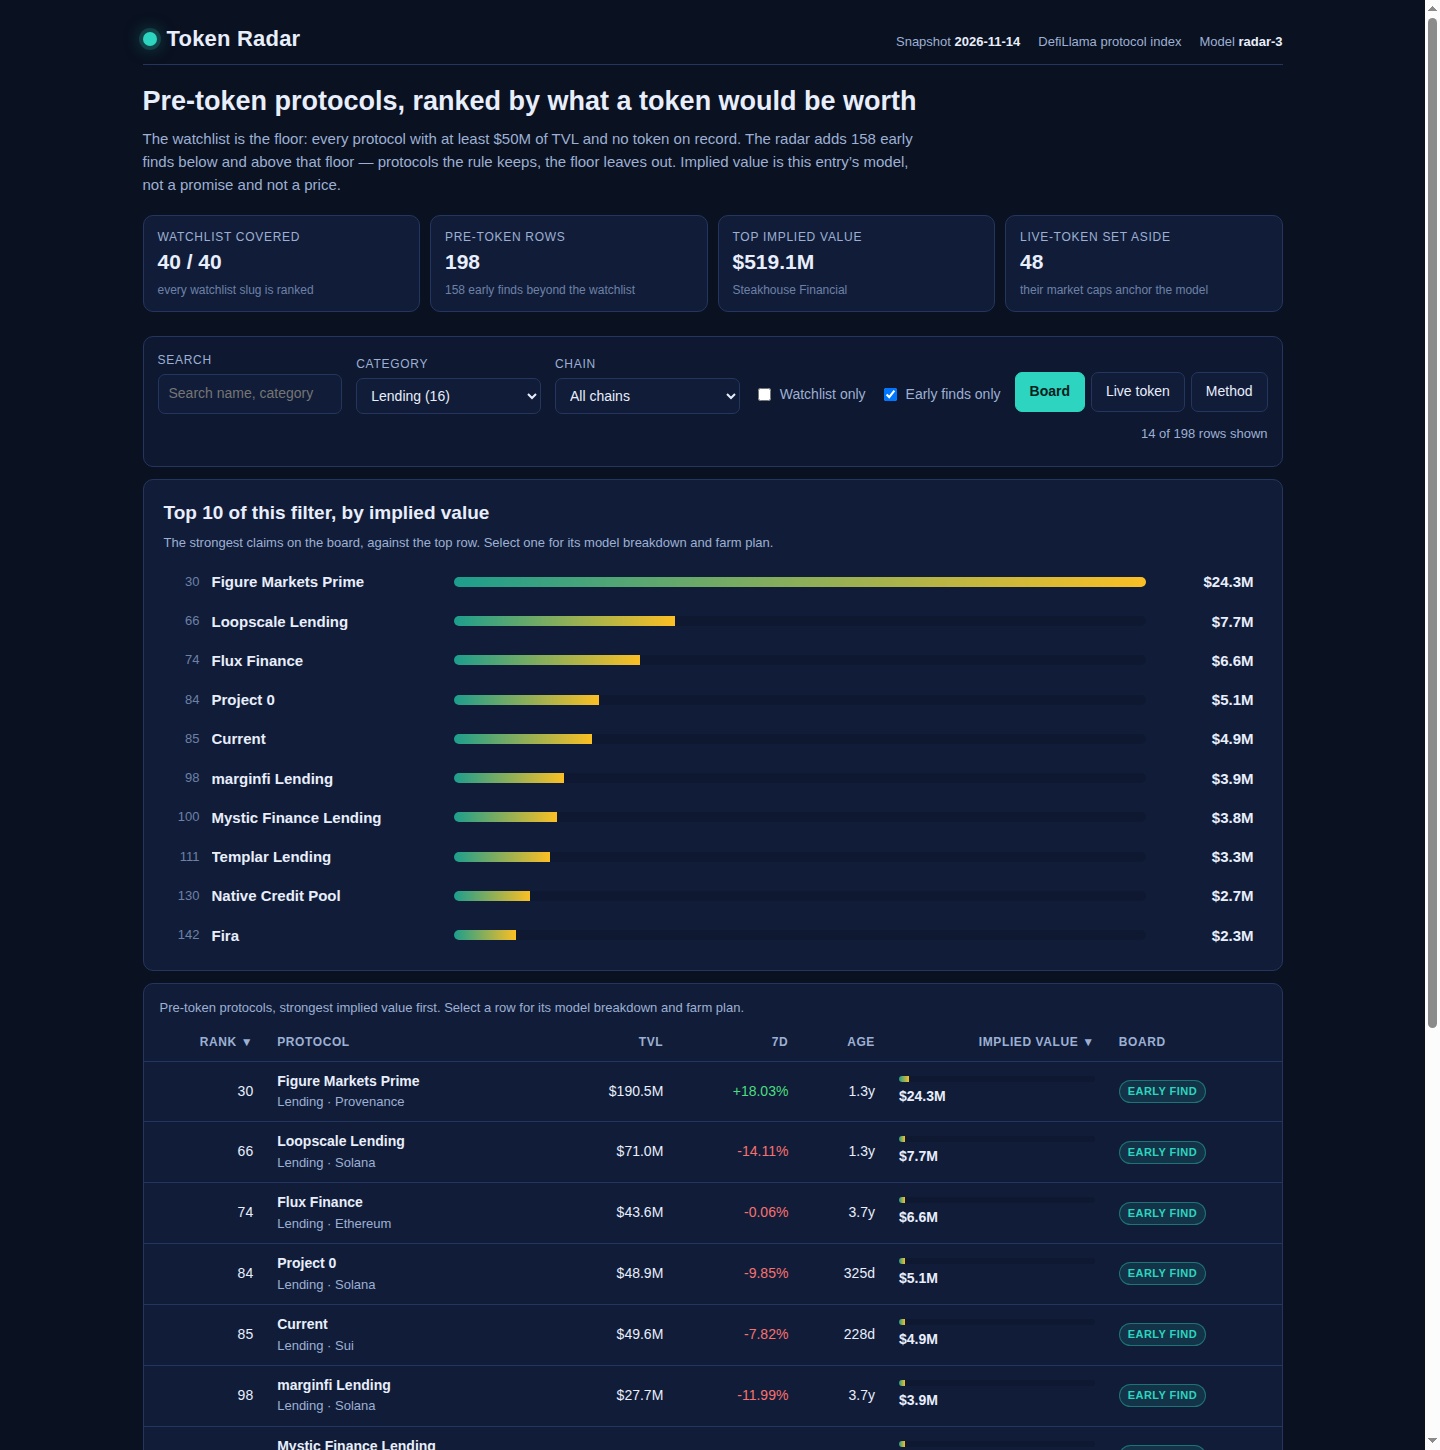 Token Radar
Snapshot 2026-11-14 DefiLlama protocol index Model radar-3
Pre-token protocols, ranked by what a token would be worth
The watchlist is the floor: every protocol with at least $50M of TVL and no token on record. The radar adds 158 early
finds below and above that floor — protocols the rule keeps, the floor leaves out. Implied value is this entry's model,
not a promise and not a price.
WATCHLIST COVERED
40 / 40
every watchlist slug is ranked
PRE-TOKEN ROWS
198
158 early finds beyond the watchlist
TOP IMPLIED VALUE
$519.1M
Steakhouse Financial
LIVE-TOKEN SET ASIDE
48
their market caps anchor the model
SEARCH
Search name, category
CATEGORY
Lending (16)
CHAIN
All chains
Watchlist only
Early finds only
Board
Live token
Method
14 of 198 rows shown
Top 10 of this filter, by implied value
The strongest claims on the board, against the top row. Select one for its model breakdown and farm plan.
30 Figure Markets Prime $24.3M
66 Loopscale Lending $7.7M
74 Flux Finance $6.6M
84 Project 0 $5.1M
85 Current $4.9M
98 marginfi Lending $3.9M
100 Mystic Finance Lending $3.8M
111 Templar Lending $3.3M
130 Native Credit Pool $2.7M
142 Fira $2.3M
Pre-token protocols, strongest implied value first. Select a row for its model breakdown and farm plan.
RANK ▼ PROTOCOL TVL 7D AGE IMPLIED VALUE ▼ BOARD
30 Figure Markets Prime $190.5M +18.03% 1.3y $24.3M EARLY FIND
Lending · Provenance
66 Loopscale Lending $71.0M -14.11% 1.3y $7.7M EARLY FIND
Lending · Solana
74 Flux Finance $43.6M -0.06% 3.7y $6.6M EARLY FIND
Lending · Ethereum
84 Project 0 $48.9M -9.85% 325d $5.1M EARLY FIND
Lending · Solana
85 Current $49.6M -7.82% 228d $4.9M EARLY FIND
Lending · Sui
98 marginfi Lending $27.7M -11.99% 3.7y $3.9M EARLY FIND
Lending · Solana
Mystic Finance Lending